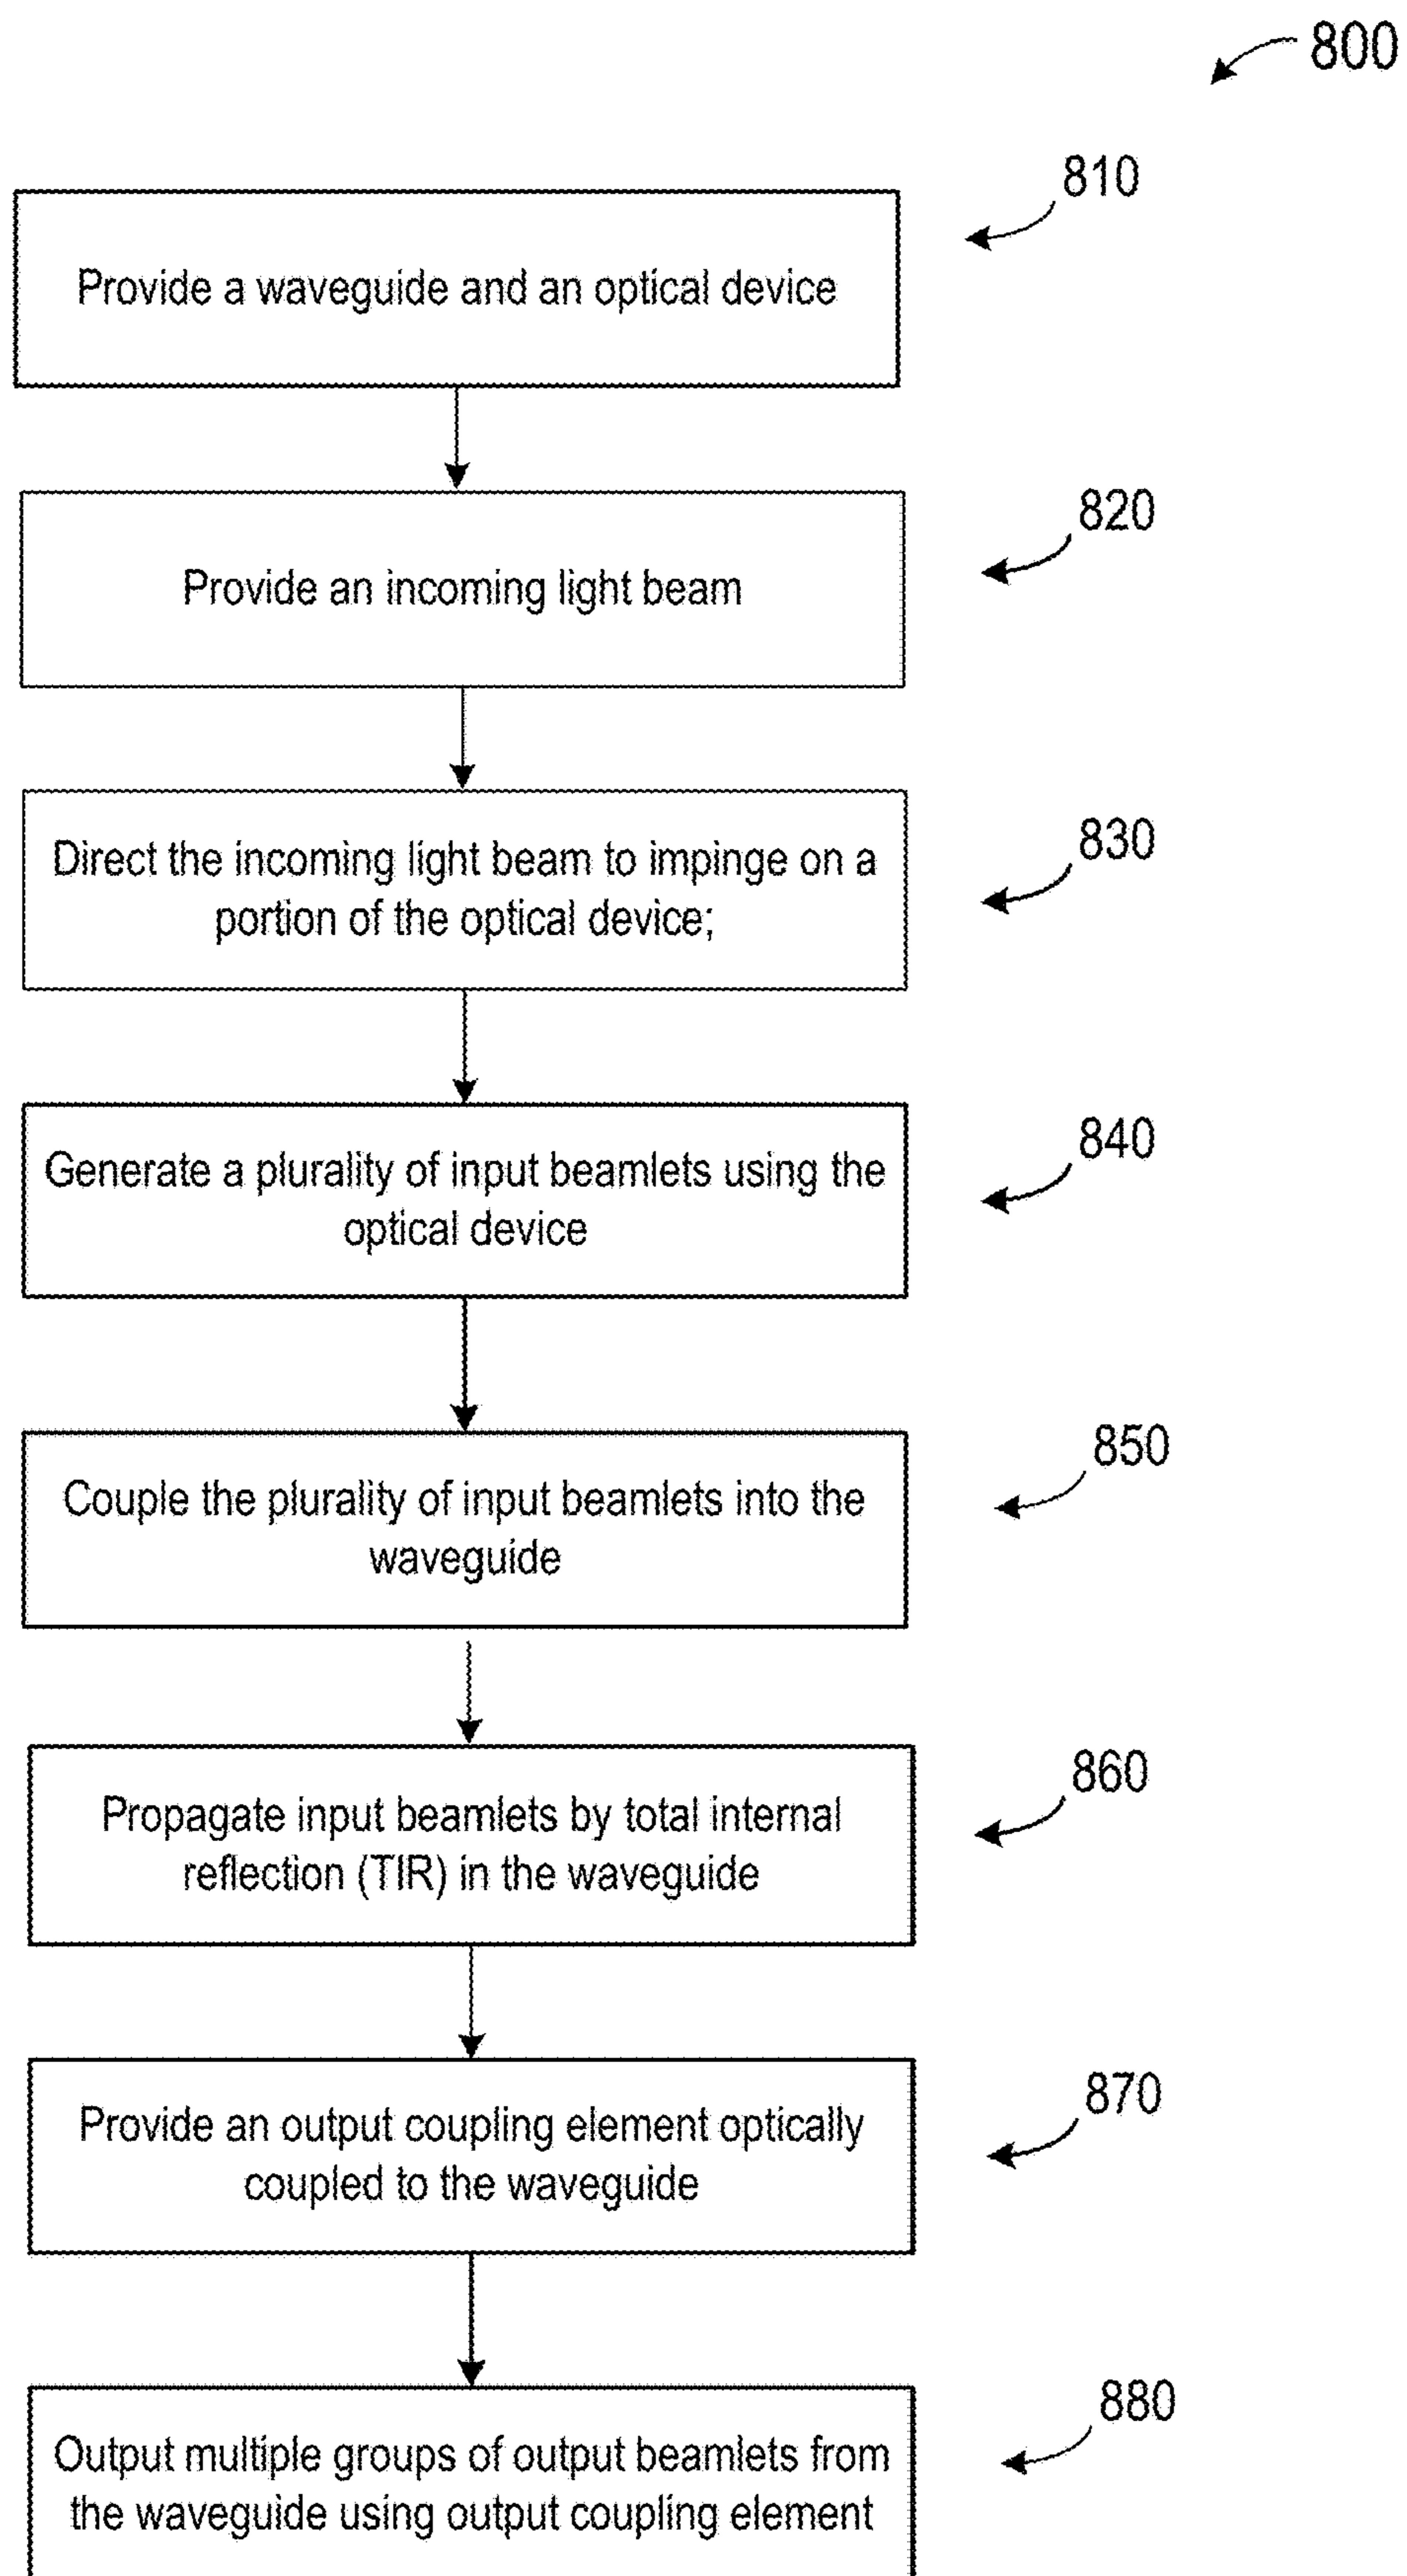 800
810
Provide a waveguide and an optical device
820
Provide an incoming light beam
830
Direct the incoming light beam to impinge on a
portion of the optical device;
840
Generate a plurality of input beamlets using the
optical device
850
Couple the plurality of input beamlets into the
waveguide
860
Propagate input beamlets by total internal
reflection (TIR) in the waveguide
870
Provide an output coupling element optically
coupled to the waveguide
880
Output multiple groups of output beamlets from
the waveguide using output coupling element